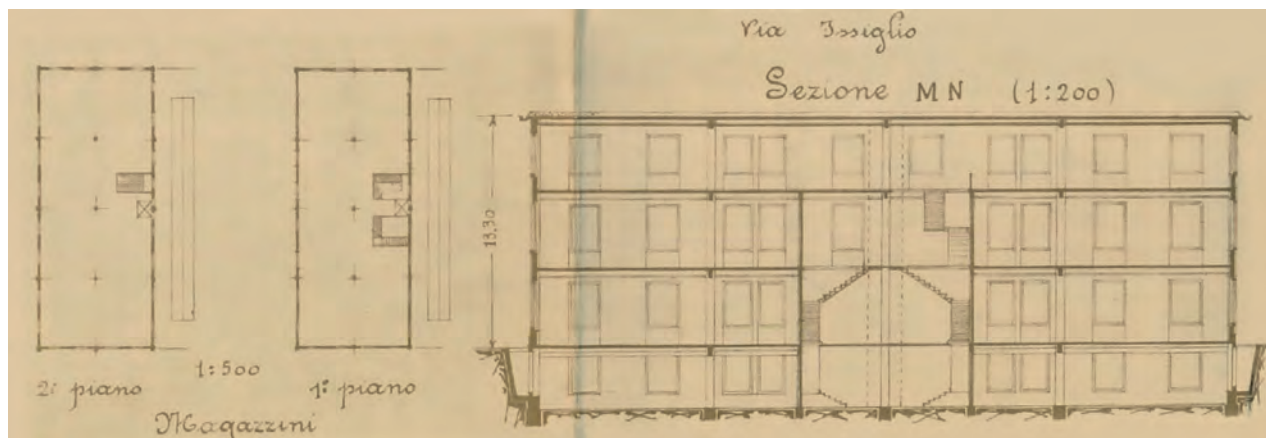 Via Issiglio
Sezione MN (1:200)
13.30
1:500
2° piano
1° piano
Magazzini